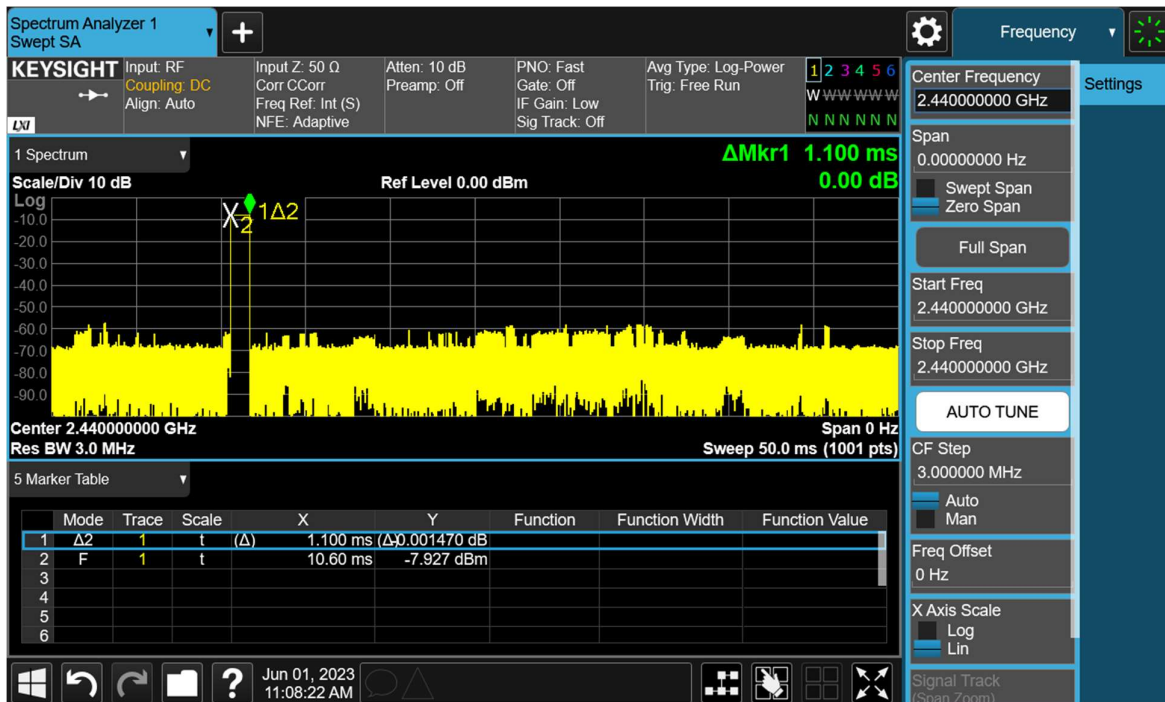 Spectrum Analyzer 1
Swept SA
Frequency
KEYSIGHT
LXI
Input: RF
Coupling: DC
Align: Auto
Input Z: 50 Ω
Corr CCorr
Freq Ref: Int (S)
NFE: Adaptive
Atten: 10 dB
Preamp: Off
PNO: Fast
Gate: Off
IF Gain: Low
Sig Track: Off
Avg Type: Log-Power
Trig: Free Run
1 2 3 4 5 6
W W W W W W
N N N N N N
1 Spectrum
Scale/Div 10 dB
Ref Level 0.00 dBm
ΔMkr1 1.100 ms
0.00 dB
Log
-10.0
-20.0
-30.0
-40.0
-50.0
-60.0
-70.0
-80.0
-90.0
X
2
1Δ2
Center 2.440000000 GHz
Res BW 3.0 MHz
Span 0 Hz
Sweep 50.0 ms (1001 pts)
5 Marker Table
Mode Trace Scale X Y Function Function Width Function Value
1 Δ2 1 t (Δ) 1.100 ms (Δ) -0.001470 dB
2 F 1 t 10.60 ms -7.927 dBm
3
4
5
6
Jun 01, 2023
11:08:22 AM
?
Center Frequency
2.440000000 GHz
Settings
Span
0.00000000 Hz
Swept Span
Zero Span
Full Span
Start Freq
2.440000000 GHz
Stop Freq
2.440000000 GHz
AUTO TUNE
CF Step
3.000000 MHz
Auto
Man
Freq Offset
0 Hz
X Axis Scale
Log
Lin
Signal Track
(Span Zoom)